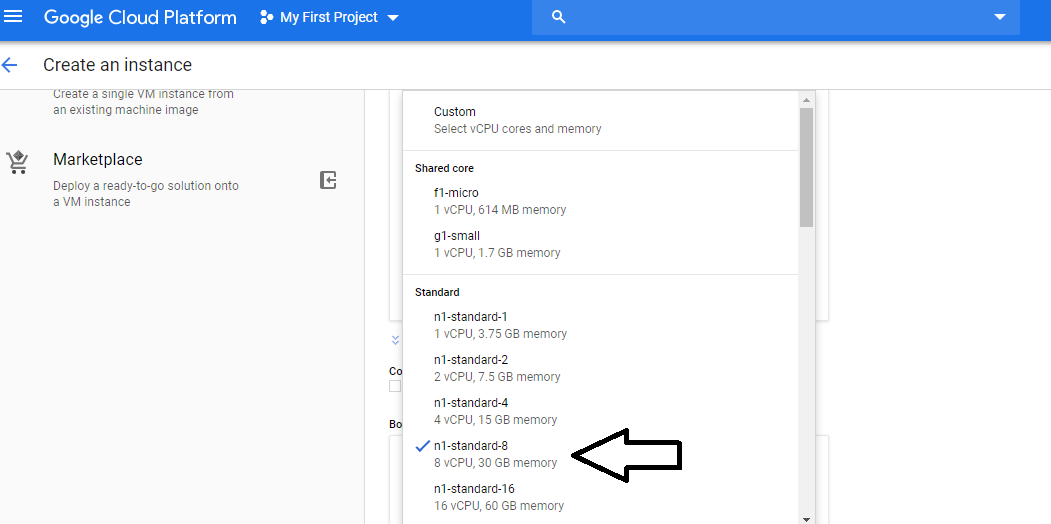 Google Cloud Platform
My First Project
Create an instance
Create a single VM instance from
an existing machine image
Marketplace
Deploy a ready-to-go solution onto
a VM instance
Custom
Select vCPU cores and memory
Shared core
f1-micro
1 vCPU, 614 MB memory
g1-small
1 vCPU, 1.7 GB memory
Standard
n1-standard-1
1 vCPU, 3.75 GB memory
n1-standard-2
2 vCPU, 7.5 GB memory
n1-standard-4
4 vCPU, 15 GB memory
n1-standard-8
8 vCPU, 30 GB memory
n1-standard-16
16 vCPU, 60 GB memory
Co
Bo